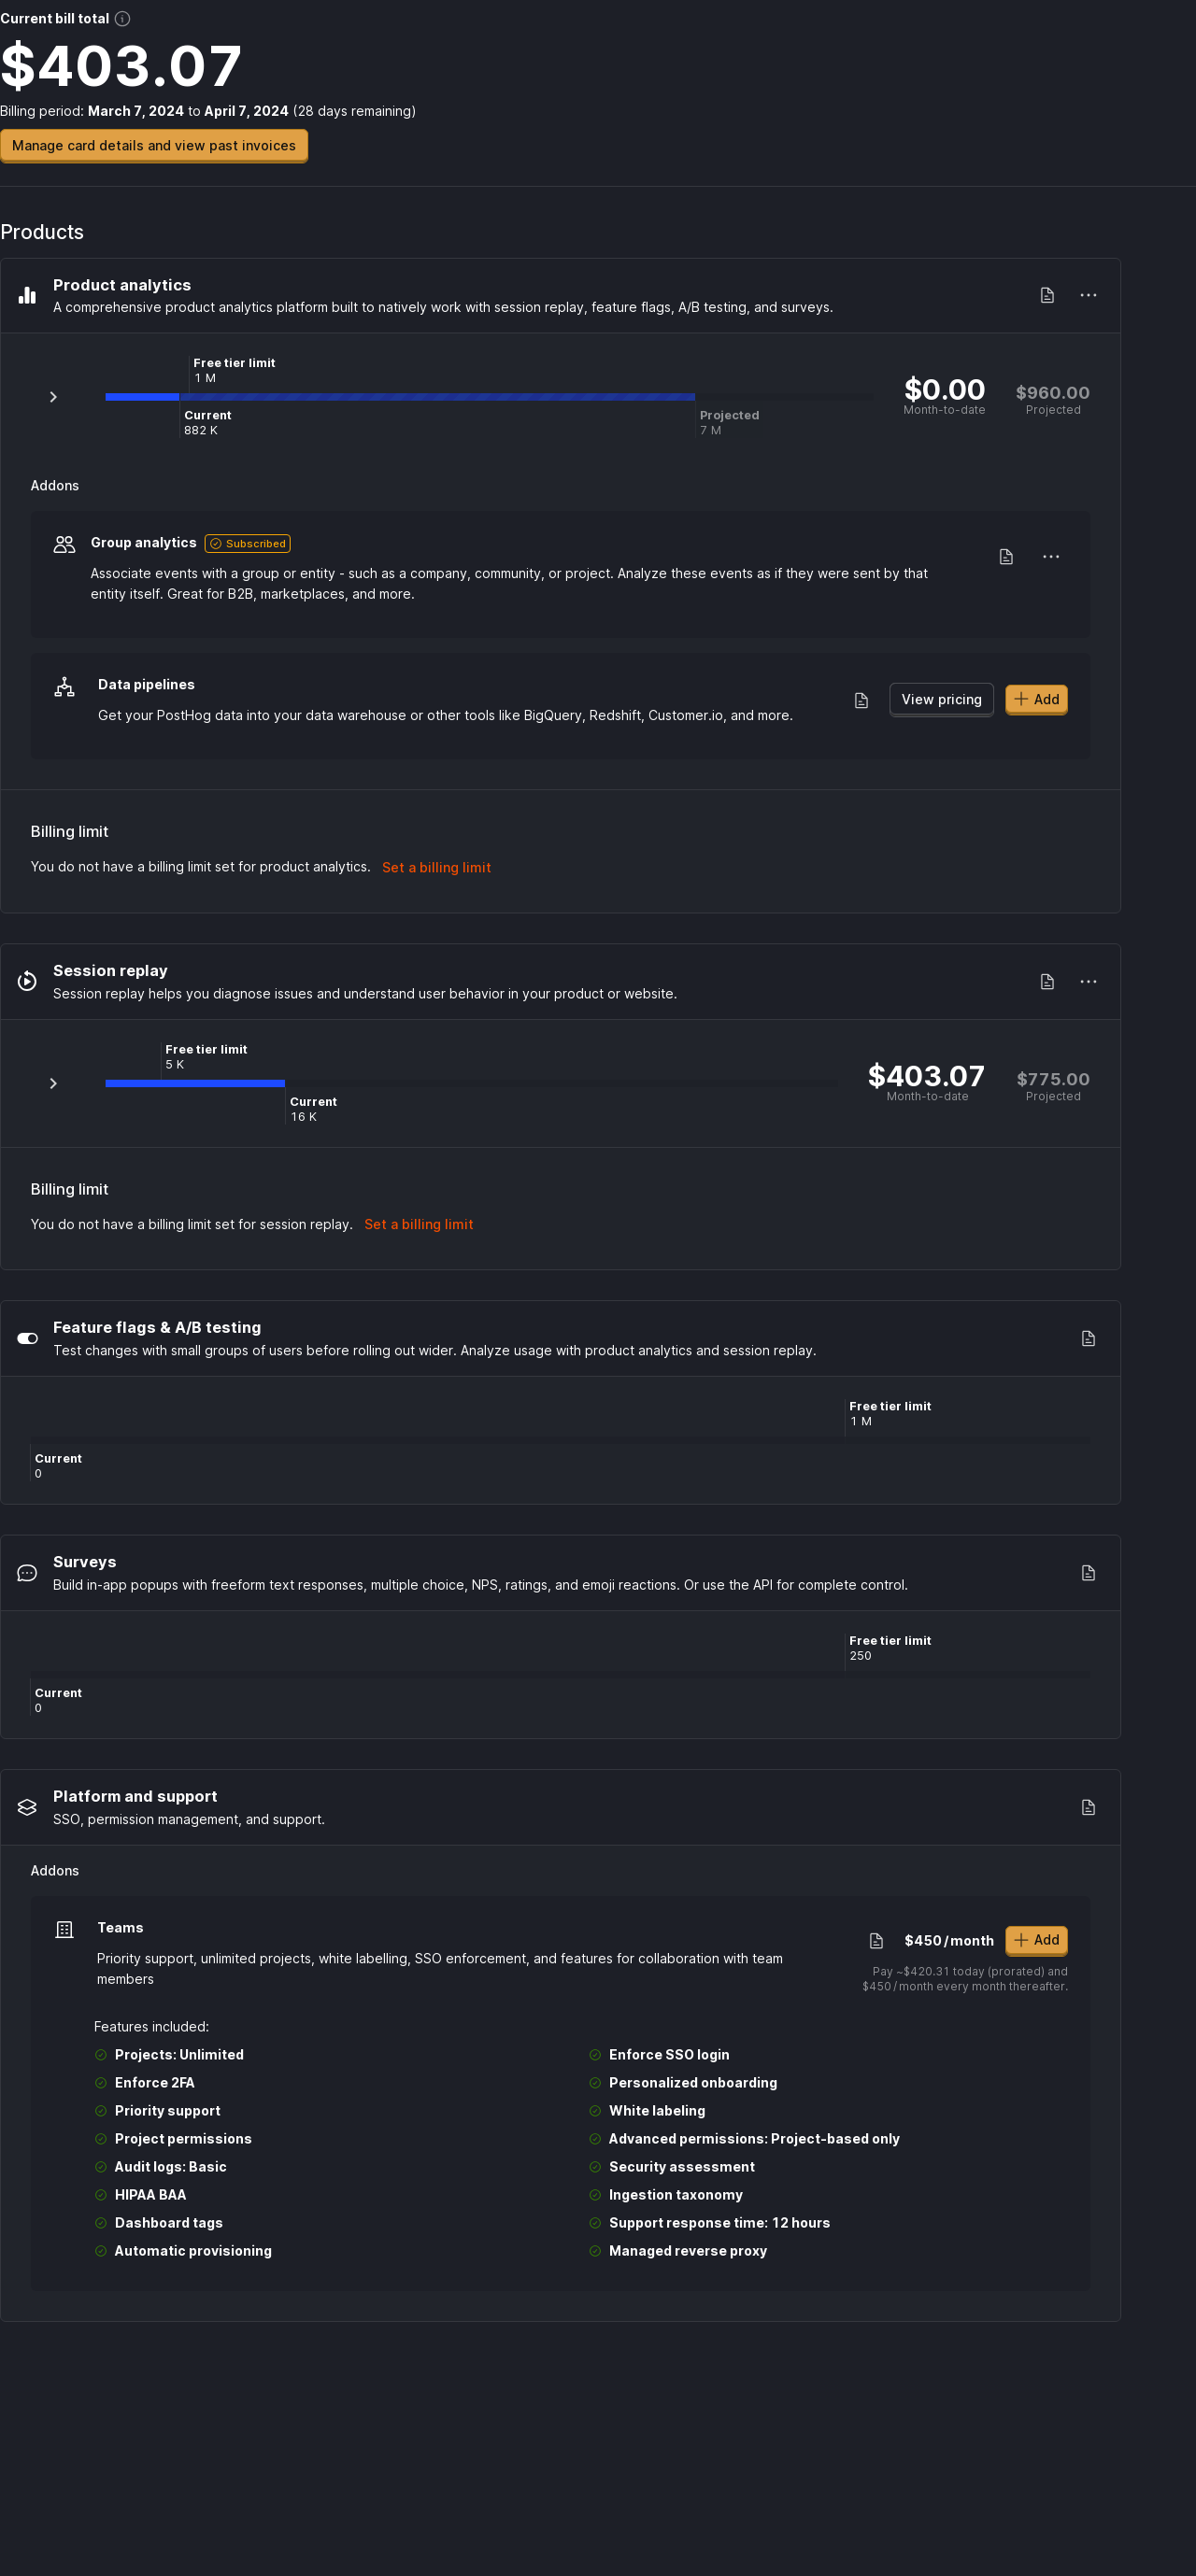 Current bill total
$403.07
Billing period: March 7, 2024 to April 7, 2024 (28 days remaining)
Manage card details and view past invoices
Products
Product analytics
A comprehensive product analytics platform built to natively work with session replay, feature flags, A/B testing, and surveys.
Free tier limit
1 M
Current
882 K
Projected
7 M
$0.00
Month-to-date
$960.00
Projected
Addons
Group analytics Subscribed
Associate events with a group or entity - such as a company, community, or project. Analyze these events as if they were sent by that
entity itself. Great for B2B, marketplaces, and more.
Data pipelines
Get your PostHog data into your data warehouse or other tools like BigQuery, Redshift, Customer.io, and more.
View pricing
Add
Billing limit
You do not have a billing limit set for product analytics. Set a billing limit
Session replay
Session replay helps you diagnose issues and understand user behavior in your product or website.
Free tier limit
5 K
Current
16 K
$403.07
Month-to-date
$775.00
Projected
Billing limit
You do not have a billing limit set for session replay. Set a billing limit
Feature flags & A/B testing
Test changes with small groups of users before rolling out wider. Analyze usage with product analytics and session replay.
Free tier limit
1 M
Current
0
Surveys
Build in-app popups with freeform text responses, multiple choice, NPS, ratings, and emoji reactions. Or use the API for complete control.
Free tier limit
250
Current
0
Platform and support
SSO, permission management, and support.
Addons
Teams
Priority support, unlimited projects, white labelling, SSO enforcement, and features for collaboration with team
members
$450/month
Add
Pay ~$420.31 today (prorated) and
$450/month every month thereafter.
Features included:
Projects: Unlimited
Enforce 2FA
Priority support
Project permissions
Audit logs: Basic
HIPAA BAA
Dashboard tags
Automatic provisioning
Enforce SSO login
Personalized onboarding
White labeling
Advanced permissions: Project-based only
Security assessment
Ingestion taxonomy
Support response time: 12 hours
Managed reverse proxy